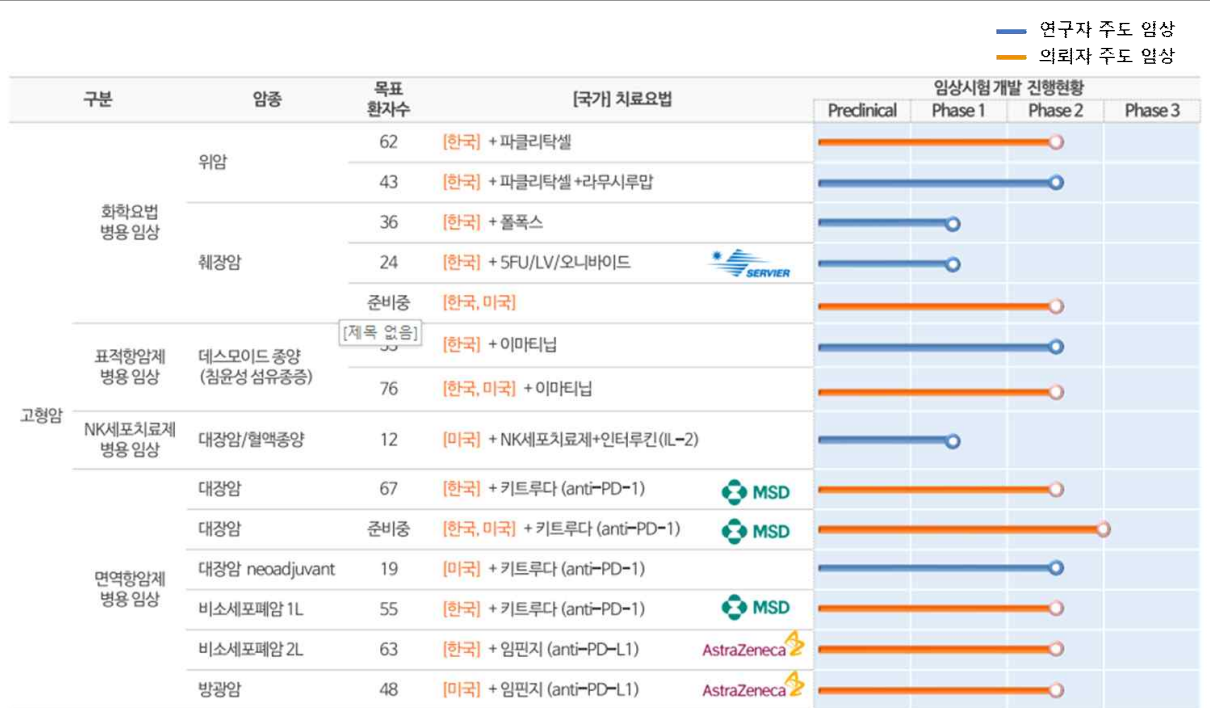 연구자 주도 임상
의뢰자 주도 임상
구분 암종 목표 환자수 [국가] 치료요법 임상시험 개발 진행현황
Preclinical Phase 1 Phase 2 Phase 3
고형암
화학요법
병용 임상
위암
62 [한국] + 파클리탁셀
43 [한국] + 파클리탁셀 +라무시루맙
췌장암
36 [한국] + 폴폭스
24 [한국] + 5FU/LV/오니바이드 SERVIER
준비중 [한국, 미국]
[제목 없음]
표적항암제
병용 임상
데스모이드 종양
(침윤성 섬유종증)
[한국] + 이마티닙
76 [한국, 미국] + 이마티닙
NK세포치료제
병용 임상
대장암/혈액종양 12 [미국] + NK세포치료제+인터루킨(IL-2)
면역항암제
병용 임상
대장암 67 [한국] + 키트루다 (anti-PD-1) MSD
대장암 준비중 [한국, 미국] + 키트루다 (anti-PD-1) MSD
대장암 neoadjuvant 19 [미국] + 키트루다 (anti-PD-1)
비소세포폐암 1L 55 [한국] + 키트루다 (anti-PD-1) MSD
비소세포폐암 2L 63 [한국] + 임핀지 (anti-PD-L1) AstraZeneca
방광암 48 [미국] + 임핀지 (anti-PD-L1) AstraZeneca